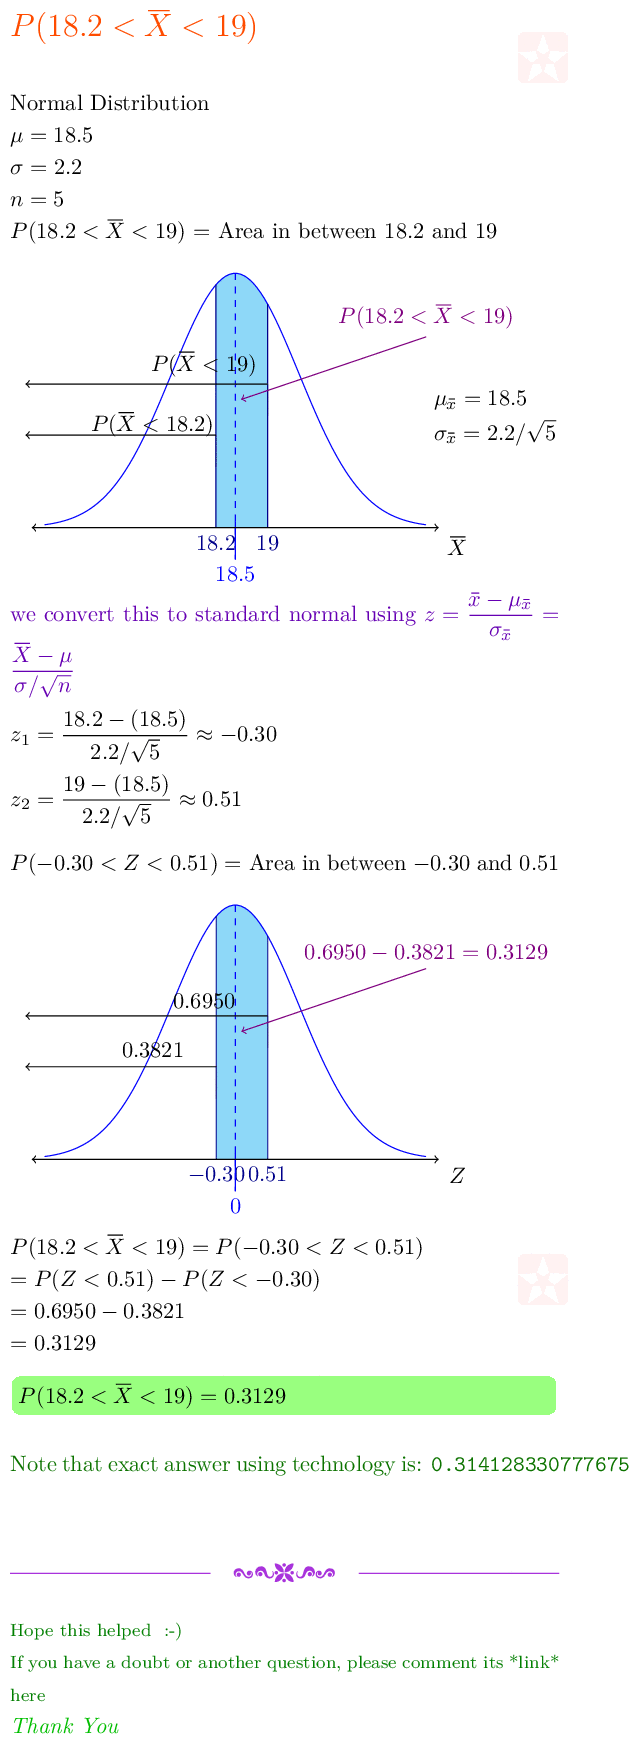 P(18.2 < X̅ < 19)
Normal Distribution
μ = 18.5
σ = 2.2
n = 5
P(18.2 < X̅ < 19) = Area in between 18.2 and 19
P(18.2 < X̅ < 19)
P(X̅ < 19)
μx̄ = 18.5
P(X̅ < 18.2)
σx̄ = 2.2/√5
18.2 19
X̅
18.5
we convert this to standard normal using z = (x̄ − μx̄)/σx̄ =
(X̅ − μ)/(σ/√n)
z₁ = (18.2 − (18.5))/(2.2/√5) ≈ −0.30
z₂ = (19 − (18.5))/(2.2/√5) ≈ 0.51
P(−0.30 < Z < 0.51) = Area in between −0.30 and 0.51
0.6950 − 0.3821 = 0.3129
0.6950
0.3821
−0.30 0.51
Z
0
P(18.2 < X̅ < 19) = P(−0.30 < Z < 0.51)
= P(Z < 0.51) − P(Z < −0.30)
= 0.6950 − 0.3821
= 0.3129
P(18.2 < X̅ < 19) = 0.3129
Note that exact answer using technology is: 0.314128330777675
Hope this helped :-)
If you have a doubt or another question, please comment its *link*
here
Thank You